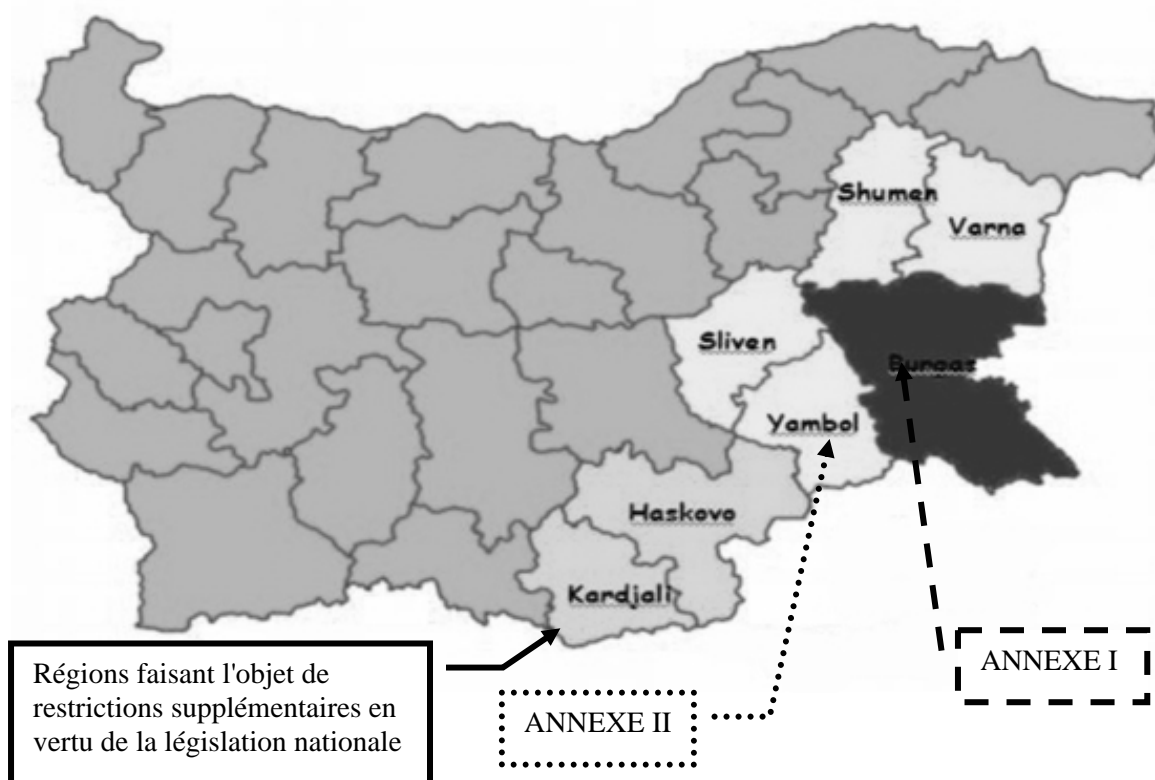 Shumen
Varna
Sliven
Burgas
Yambol
Haskovo
Kardjali
Régions faisant l'objet de
restrictions supplémentaires en
vertu de la législation nationale
ANNEXE II
ANNEXE I